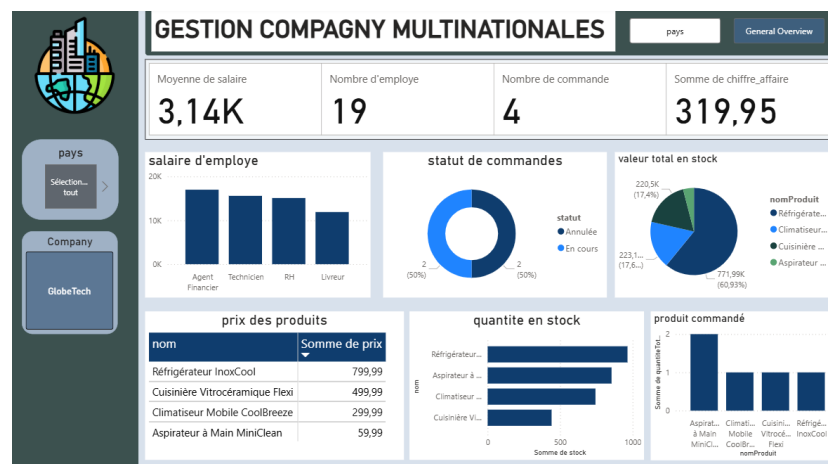 GESTION COMPAGNY MULTINATIONALES
pays
General Overview
Moyenne de salaire
3,14K
Nombre d'employe
19
Nombre de commande
4
Somme de chiffre_affaire
319,95
pays
Sélection...
tout
Company
GlobeTech
salaire d'employe
20K
10K
0K
Agent
Financier
Technicien
RH
Livreur
statut de commandes
2
(50%)
2
(50%)
statut
Annulée
En cours
valeur total en stock
220,5K
(17,4%)
223,1...
(17,6...)
771,99K
(60,93%)
nomProduit
Réfrigérate...
Climatiseur...
Cuisinière ...
Aspirateur ...
prix des produits
nom Somme de prix
Réfrigérateur InoxCool 799,99
Cuisinière Vitrocéramique Flexi 499,99
Climatiseur Mobile CoolBreeze 299,99
Aspirateur à Main MiniClean 59,99
quantite en stock
nom
Réfrigérateur...
Aspirateur à ...
Climatiseur ...
Cuisinière Vi...
0 500 1000
Somme de stock
produit commandé
Somme de quantiteTot...
2
1
0
Aspirat...
à Main
MiniCl...
Climati...
Mobile
CoolBr...
Cuisini...
Vitrocé...
Flexi
Réfrigé...
InoxCool
nomProduit